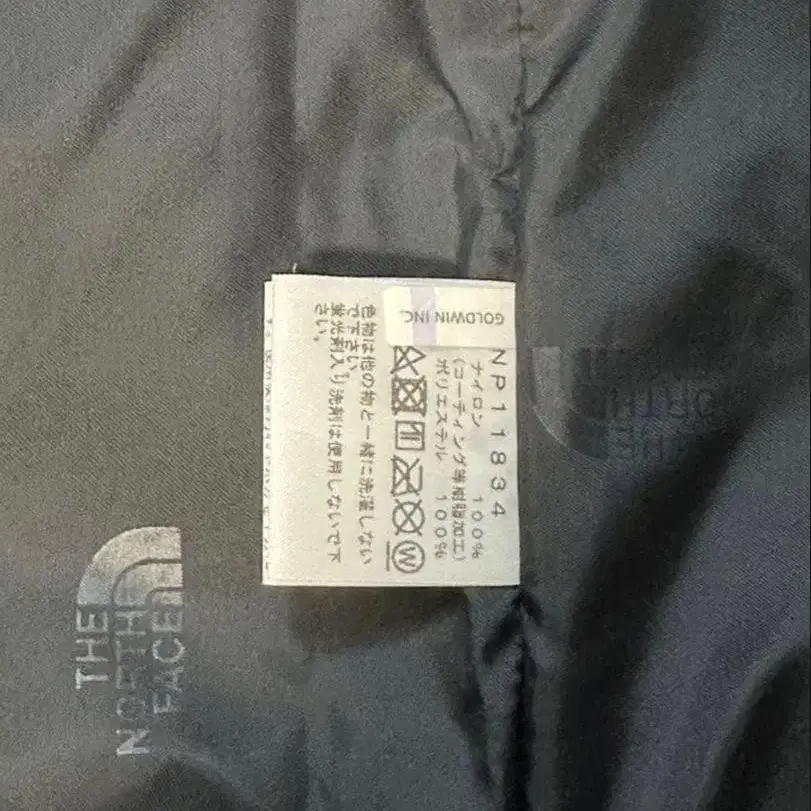 GOLDWIN INC.
NP11834
ナイロン 100%
(コーティング等樹脂加工)
ポリエステル 100%
W
色物は他の物と一緒に洗濯しない
で下さい。
蛍光剤入り洗剤は使用しないで下
さい。
THE
NORTH
FACE
THE
NORTH
FACE